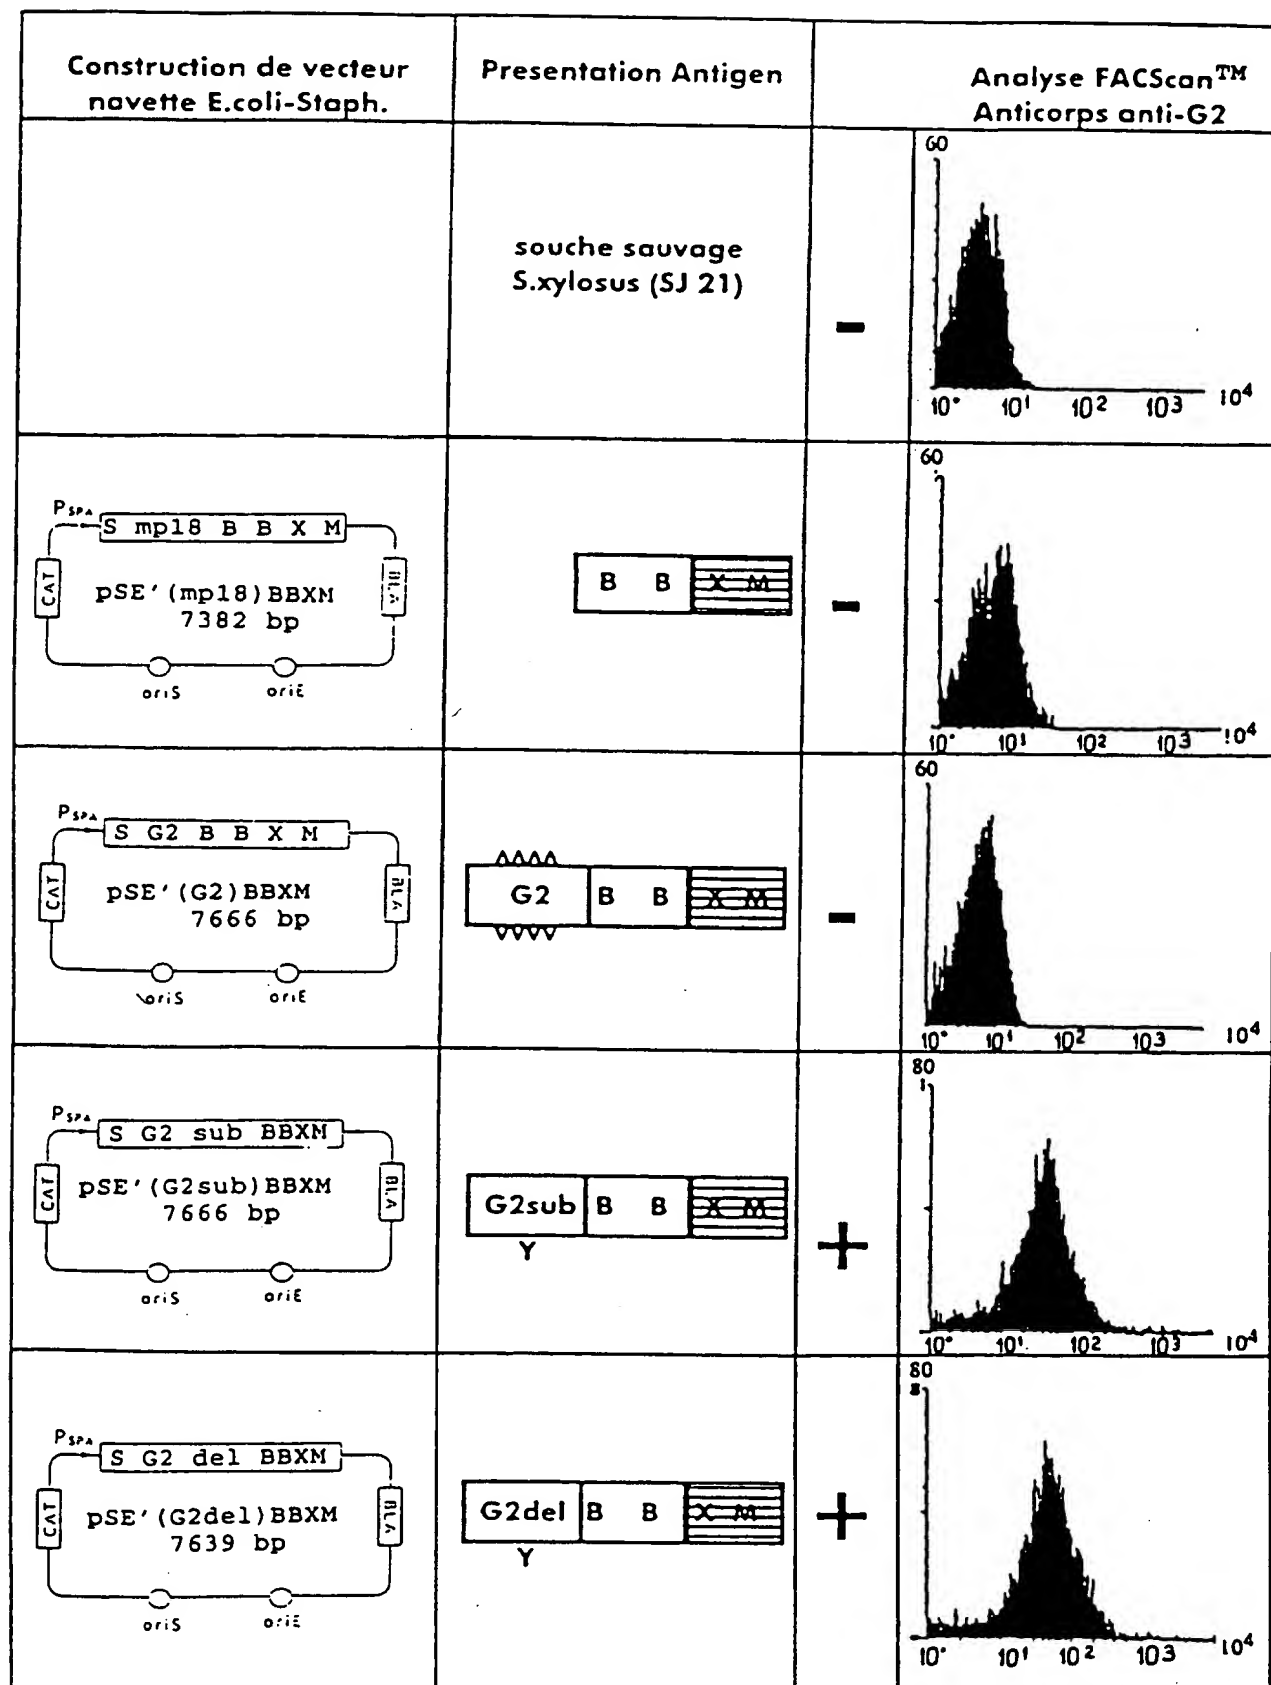 Construction de vecteur
navette E.coli-Staph.
Presentation Antigen
Analyse FACScan™
Anticorps anti-G2
souche sauvage
S.xylosus (SJ 21)
-
60
10° 10¹ 10² 10³ 10⁴
PSPA
S mp18 B B X M
CAT
BLA
pSE'(mp18)BBXM
7382 bp
oriS oriE
B B X M
-
60
10° 10¹ 10² 10³ 10⁴
PSPA
S G2 B B X M
CAT
BLA
pSE'(G2)BBXM
7666 bp
oriS oriE
G2 B B X M
-
60
10° 10¹ 10² 10³ 10⁴
PSPA
S G2 sub BBXM
CAT
BLA
pSE'(G2sub)BBXM
7666 bp
oriS oriE
G2sub B B X M
Y
+
80
10° 10¹ 10² 10³ 10⁴
PSPA
S G2 del BBXM
CAT
BLA
pSE'(G2del)BBXM
7639 bp
oriS oriE
G2del B B X M
Y
+
80
10° 10¹ 10² 10³ 10⁴